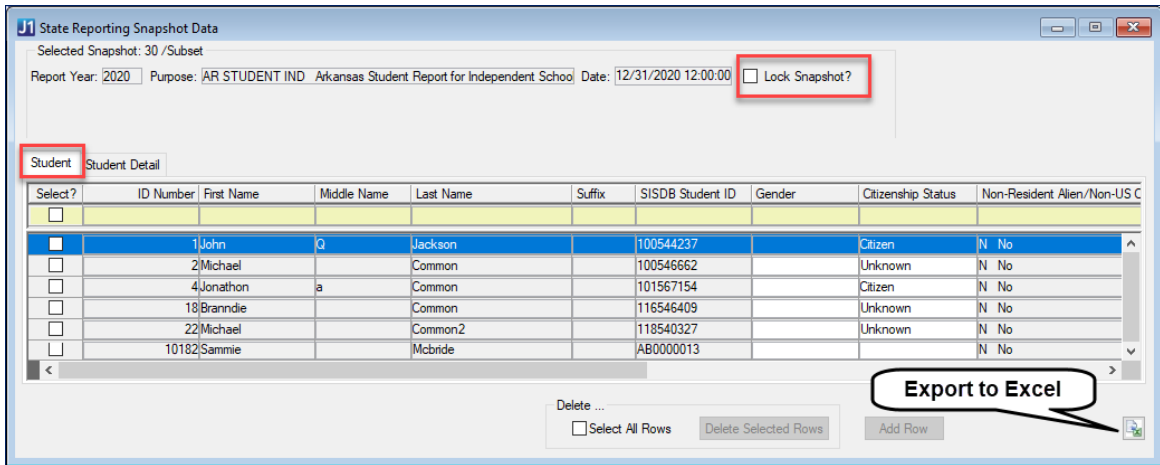 J1 State Reporting Snapshot Data
Selected Snapshot: 30 /Subset
Report Year: 2020 Purpose: AR STUDENT IND Arkansas Student Report for Independent Schoo Date: 12/31/2020 12:00:00 Lock Snapshot?
Student Student Detail
Select? ID Number First Name Middle Name Last Name Suffix SISDB Student ID Gender Citizenship Status Non-Resident Alien/Non-US C
1 John Q Jackson 100544237 Citizen N No
2 Michael Common 100546662 Unknown N No
4 Jonathon a Common 101567154 Citizen N No
18 Branndie Common 116546409 Unknown N No
22 Michael Common2 118540327 Unknown N No
10182 Sammie Mcbride AB0000013 N No
Export to Excel
Delete ...
Select All Rows Delete Selected Rows Add Row